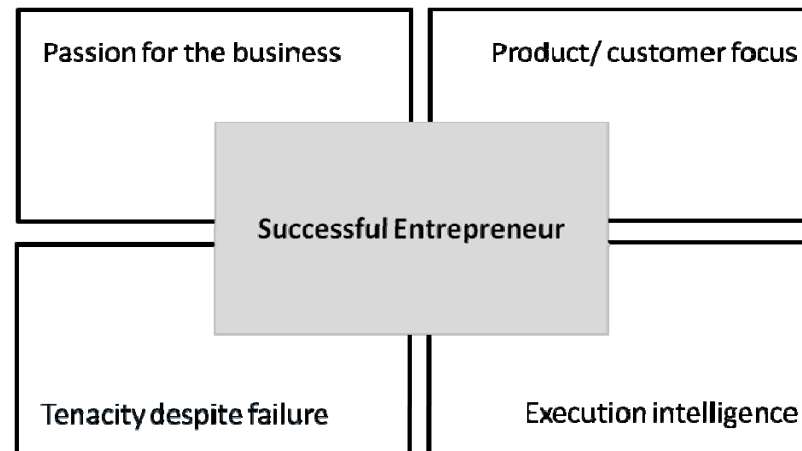 Passion for the business
Product/ customer focus
Successful Entrepreneur
Tenacity despite failure
Execution intelligence